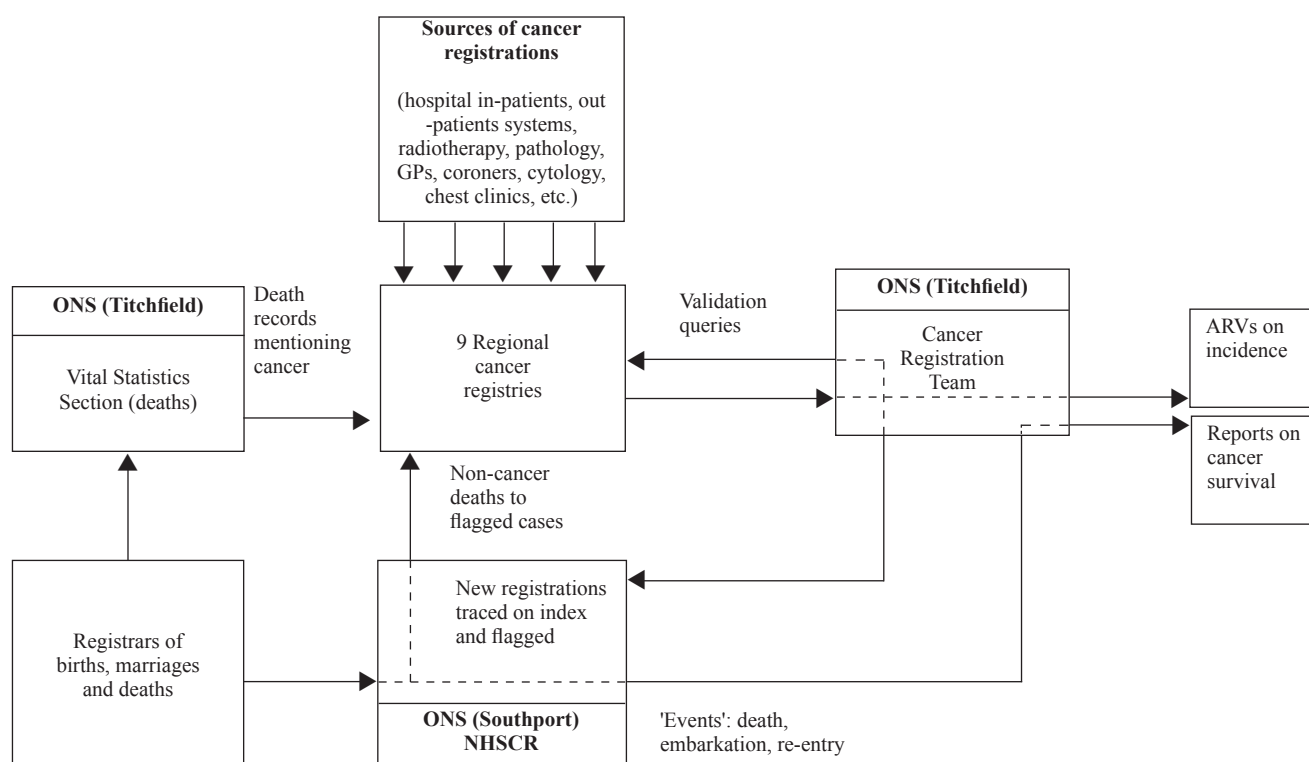 Sources of cancer
registrations
(hospital in-patients, out
-patients systems,
radiotherapy, pathology,
GPs, coroners, cytology,
chest clinics, etc.)
ONS (Titchfield)
Vital Statistics
Section (deaths)
Death
records
mentioning
cancer
9 Regional
cancer
registries
Validation
queries
ONS (Titchfield)
Cancer
Registration
Team
ARVs on
incidence
Reports on
cancer
survival
Non-cancer
deaths to
flagged cases
Registrars of
births, marriages
and deaths
New registrations
traced on index
and flagged
ONS (Southport)
NHSCR
'Events': death,
embarkation, re-entry